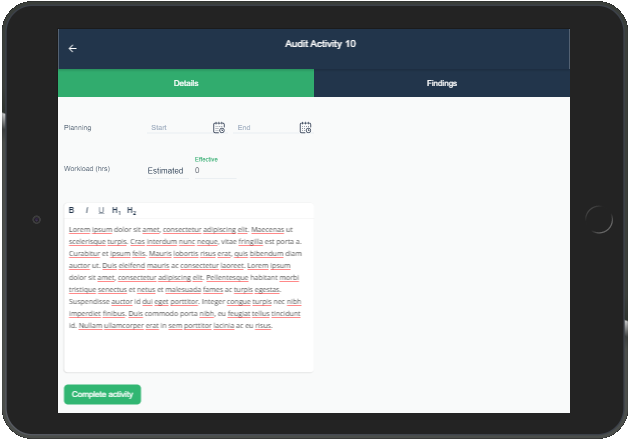 Audit Activity 10
Details
Findings
Planning
Start
End
Workload (hrs)
Estimated
Effective
0
B I U H1 H2
Lorem ipsum dolor sit amet, consectetur adipiscing elit. Maecenas ut
scelerisque turpis. Cras interdum nunc neque, vitae fringilla est porta a.
Curabitur et ipsum felis. Mauris lobortis risus erat, quis bibendum diam
auctor ut. Duis eleifend mauris ac consectetur laoreet. Lorem ipsum
dolor sit amet, consectetur adipiscing elit. Pellentesque habitant morbi
tristique senectus et netus et malesuada fames ac turpis egestas.
Suspendisse auctor id dui eget porttitor. Integer congue turpis nec nibh
imperdiet finibus. Duis commodo porta nibh, eu feugiat tellus tincidunt
id. Nullam ullamcorper erat in sem porttitor lacinia ac eu risus.
Complete activity